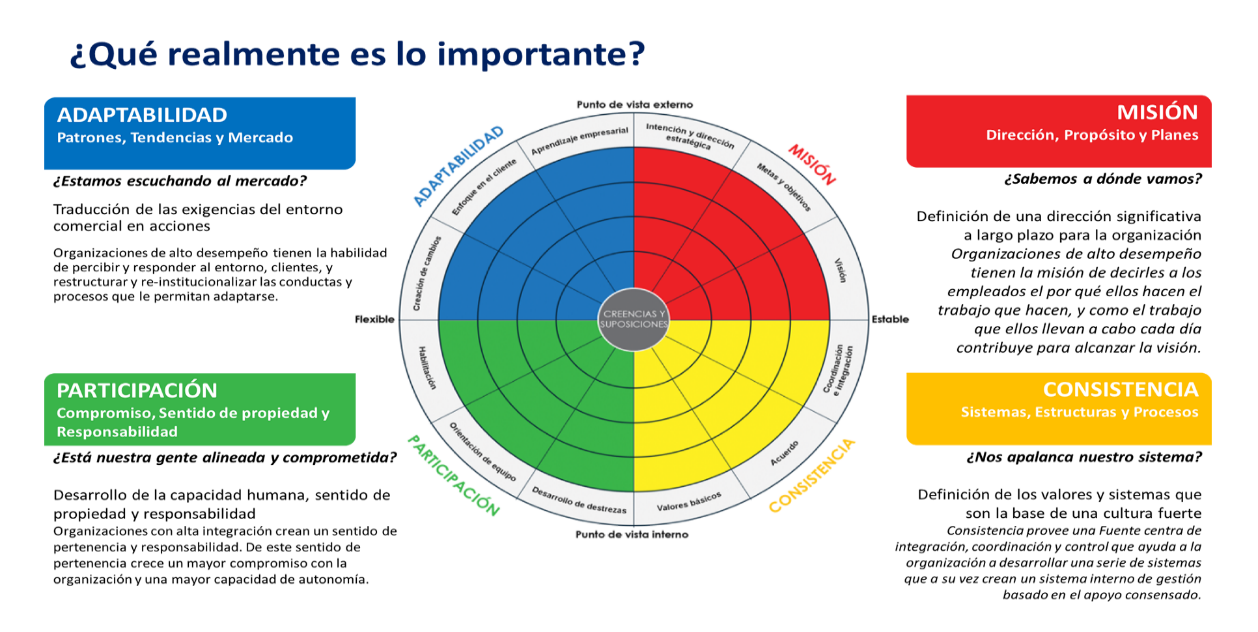 ¿Qué realmente es lo importante?
ADAPTABILIDAD
Patrones, Tendencias y Mercado
¿Estamos escuchando al mercado?
Traducción de las exigencias del entorno
comercial en acciones
Organizaciones de alto desempeño tienen la habilidad
de percibir y responder al entorno, clientes, y
restructurar y re-institucionalizar las conductas y
procesos que le permitan adaptarse.
PARTICIPACIÓN
Compromiso, Sentido de propiedad y
Responsabilidad
¿Está nuestra gente alineada y comprometida?
Desarrollo de la capacidad humana, sentido de
propiedad y responsabilidad
Organizaciones con alta integración crean un sentido de
pertenencia y responsabilidad. De este sentido de
pertenencia crece un mayor compromiso con la
organización y una mayor capacidad de autonomía.
Punto de vista externo
ADAPTABILIDAD
MISIÓN
Aprendizaje empresarial
Intención y dirección
estratégica
Enfoque en el cliente
Metas y objetivos
Creación de cambios
Visión
Flexible
CREENCIAS Y
SUPOSICIONES
Estable
Habilitación
Coordinación
e integración
Orientación de equipo
Acuerdo
Desarrollo de destrezas
Valores básicos
PARTICIPACIÓN
CONSISTENCIA
Punto de vista interno
MISIÓN
Dirección, Propósito y Planes
¿Sabemos a dónde vamos?
Definición de una dirección significativa
a largo plazo para la organización
Organizaciones de alto desempeño
tienen la misión de decirles a los
empleados el por qué ellos hacen el
trabajo que hacen, y como el trabajo
que ellos llevan a cabo cada día
contribuye para alcanzar la visión.
CONSISTENCIA
Sistemas, Estructuras y Procesos
¿Nos apalanca nuestro sistema?
Definición de los valores y sistemas que
son la base de una cultura fuerte
Consistencia provee una Fuente centra de
integración, coordinación y control que ayuda a la
organización a desarrollar una serie de sistemas
que a su vez crean un sistema interno de gestión
basado en el apoyo consensado.